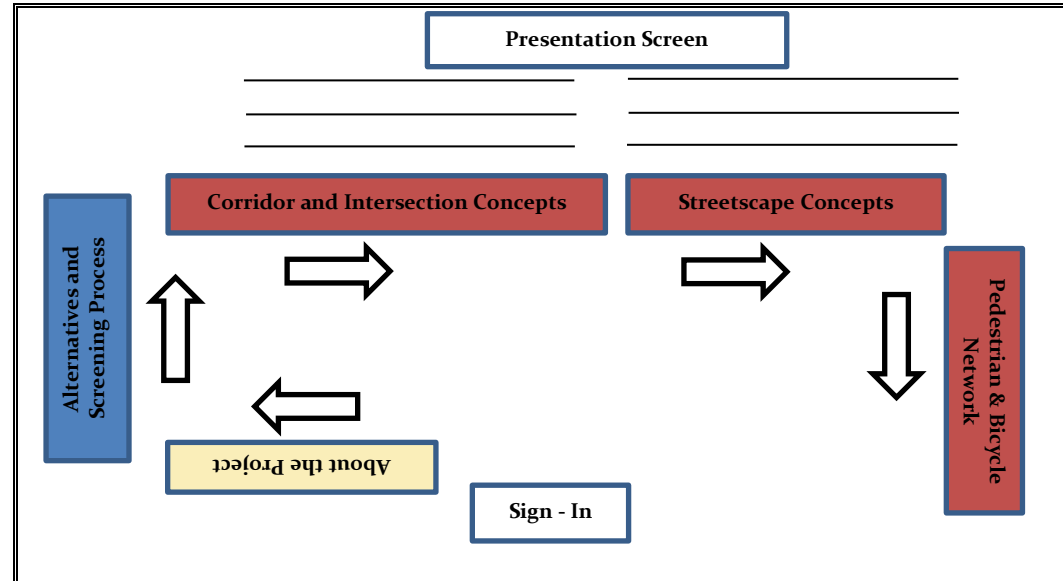 Presentation Screen
Corridor and Intersection Concepts
Streetscape Concepts
Alternatives and
Screening Process
Pedestrian & Bicycle
Network
About the Project
Sign - In